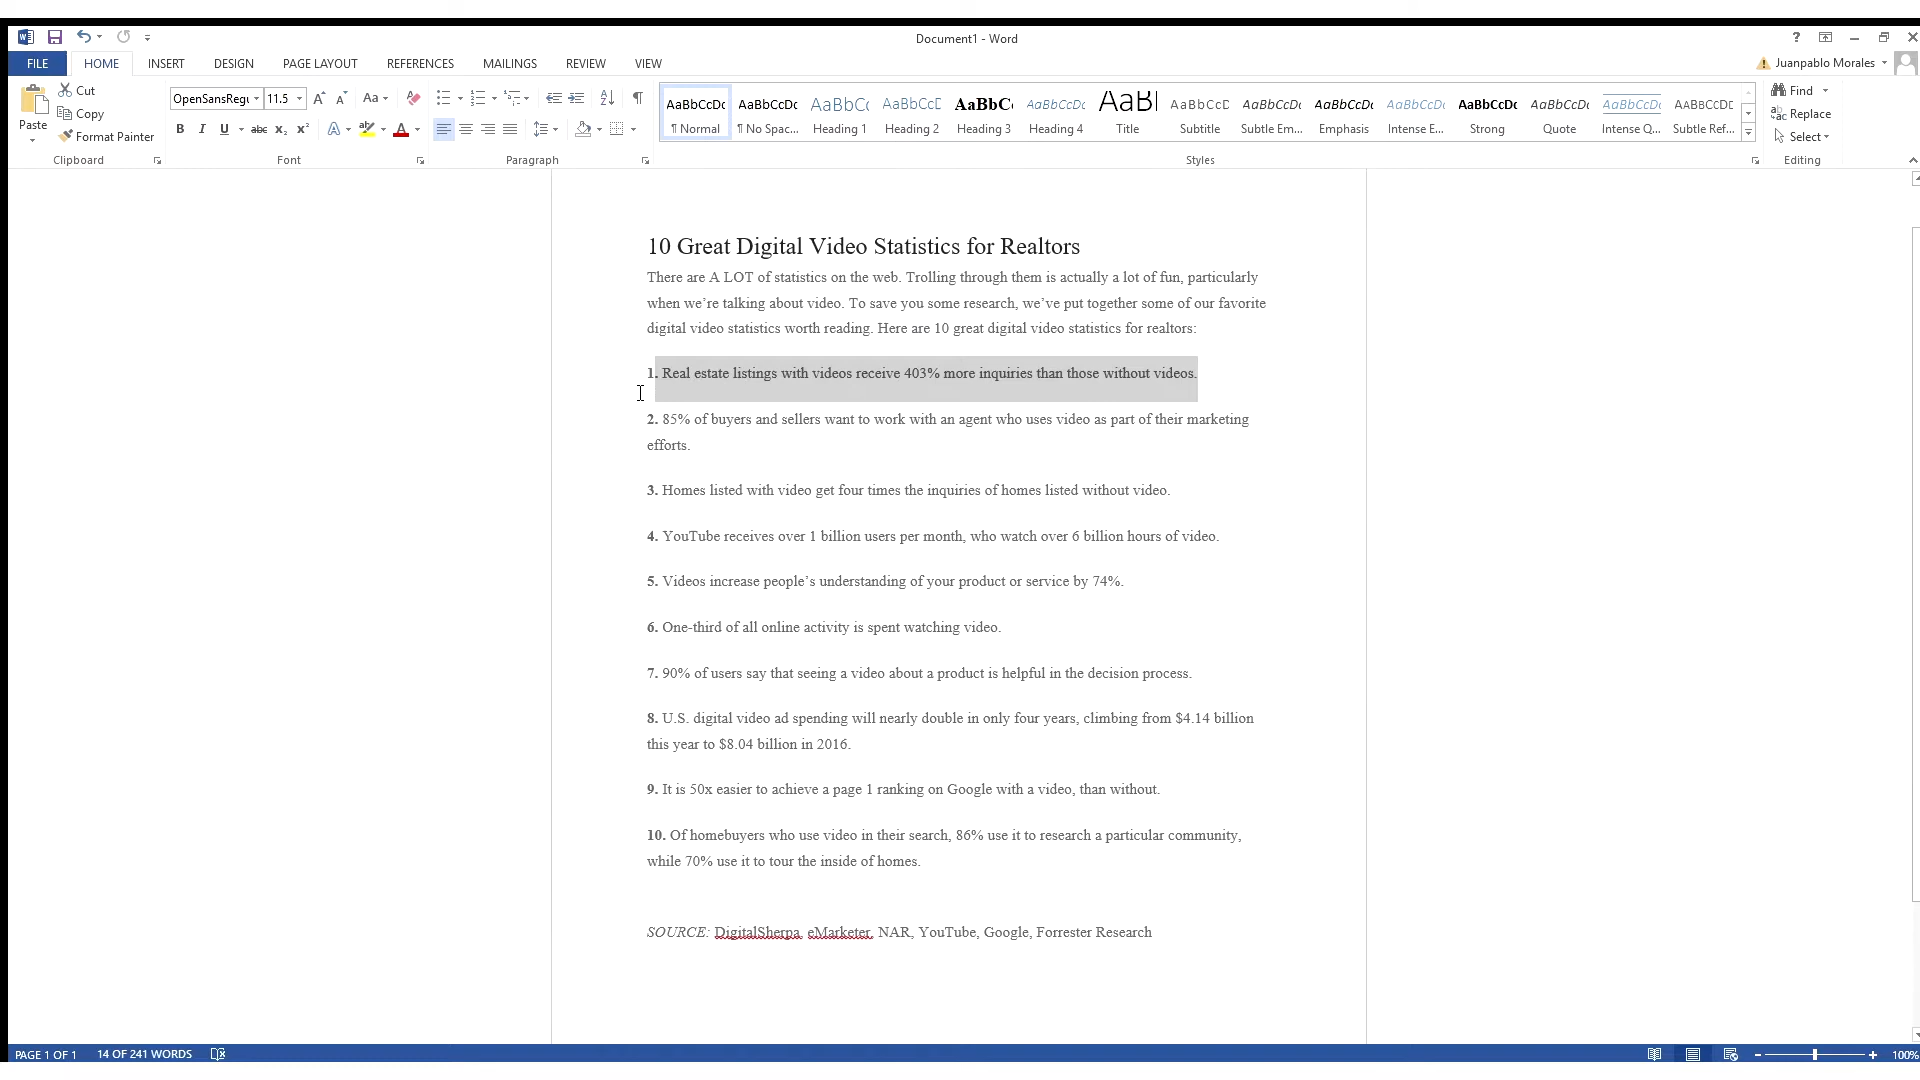 Document1 - Word
?
FILE HOME INSERT DESIGN PAGE LAYOUT REFERENCES MAILINGS REVIEW VIEW
Juanpablo Morales
Paste
Cut
Copy
Format Painter
Clipboard
OpenSansRegu 11.5
Aa
B I U abc x₂ x² A A
Font
Paragraph
AaBbCcDc AaBbCcDc AaBbC AaBbCcD AaBbC AaBbCcDc AaBl AaBbCcD AaBbCcDc AaBbCcDc AaBbCcDc AaBbCcDc AaBbCcDc AaBbCcDc AABBCCDE
¶ Normal ¶ No Spac... Heading 1 Heading 2 Heading 3 Heading 4 Title Subtitle Subtle Em... Emphasis Intense E... Strong Quote Intense Q... Subtle Ref...
Styles
Find
Replace
Select
Editing
10 Great Digital Video Statistics for Realtors
There are A LOT of statistics on the web. Trolling through them is actually a lot of fun, particularly
when we’re talking about video. To save you some research, we’ve put together some of our favorite
digital video statistics worth reading. Here are 10 great digital video statistics for realtors:
1. Real estate listings with videos receive 403% more inquiries than those without videos.
2. 85% of buyers and sellers want to work with an agent who uses video as part of their marketing
efforts.
3. Homes listed with video get four times the inquiries of homes listed without video.
4. YouTube receives over 1 billion users per month, who watch over 6 billion hours of video.
5. Videos increase people’s understanding of your product or service by 74%.
6. One-third of all online activity is spent watching video.
7. 90% of users say that seeing a video about a product is helpful in the decision process.
8. U.S. digital video ad spending will nearly double in only four years, climbing from $4.14 billion
this year to $8.04 billion in 2016.
9. It is 50x easier to achieve a page 1 ranking on Google with a video, than without.
10. Of homebuyers who use video in their search, 86% use it to research a particular community,
while 70% use it to tour the inside of homes.
SOURCE: DigitalSherpa, eMarketer, NAR, YouTube, Google, Forrester Research
PAGE 1 OF 1 14 OF 241 WORDS 100%